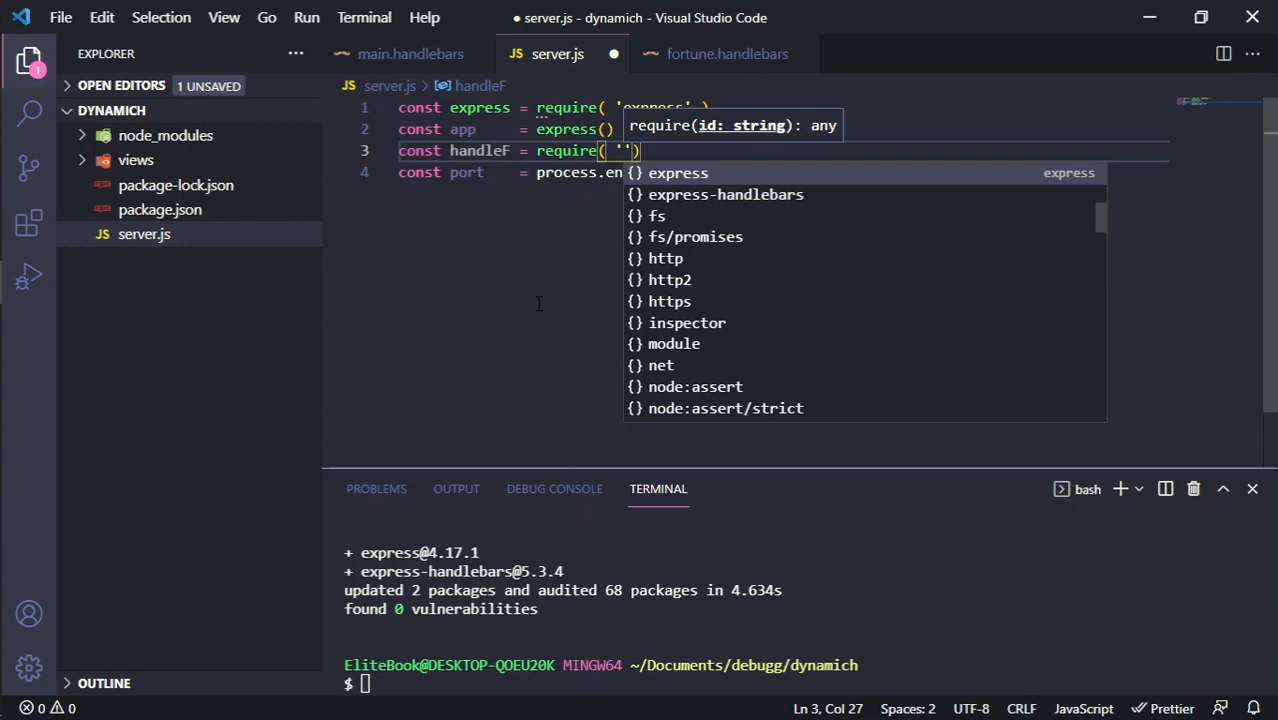 File Edit Selection View Go Run Terminal Help
● server.js - dynamich - Visual Studio Code
EXPLORER ···
main.handlebars
JS server.js ●
fortune.handlebars
···
1
OPEN EDITORS 1 UNSAVED
DYNAMICH
node_modules
views
package-lock.json
package.json
JS server.js
JS server.js > handleF
1 const express = require( 'express' )
2 const app = express()
3 const handleF = require( '')
4 const port = process.en
require(id: string): any
{} express express
{} express-handlebars
{} fs
{} fs/promises
{} http
{} http2
{} https
{} inspector
{} module
{} net
{} node:assert
{} node:assert/strict
PROBLEMS OUTPUT DEBUG CONSOLE TERMINAL
bash
+ express@4.17.1
+ express-handlebars@5.3.4
updated 2 packages and audited 68 packages in 4.634s
found 0 vulnerabilities
EliteBook@DESKTOP-QOEU20K MINGW64 ~/Documents/debugg/dynamich
$
OUTLINE
0 0
Ln 3, Col 27 Spaces: 2 UTF-8 CRLF JavaScript Prettier